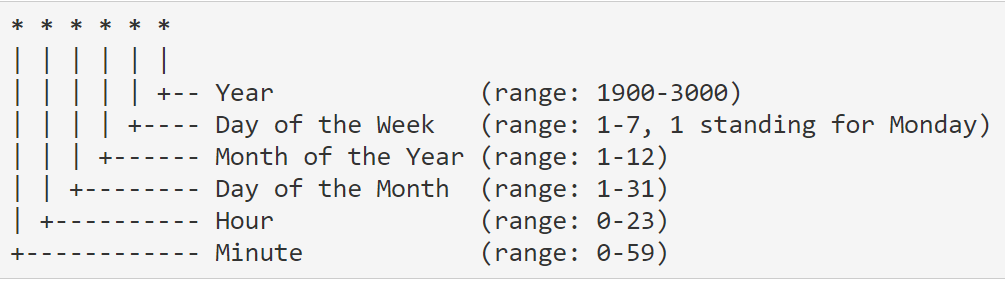 * * * * * *
| | | | | |
| | | | | +-- Year              (range: 1900-3000)
| | | | +---- Day of the Week   (range: 1-7, 1 standing for Monday)
| | | +------ Month of the Year (range: 1-12)
| | +-------- Day of the Month  (range: 1-31)
| +---------- Hour              (range: 0-23)
+------------ Minute            (range: 0-59)